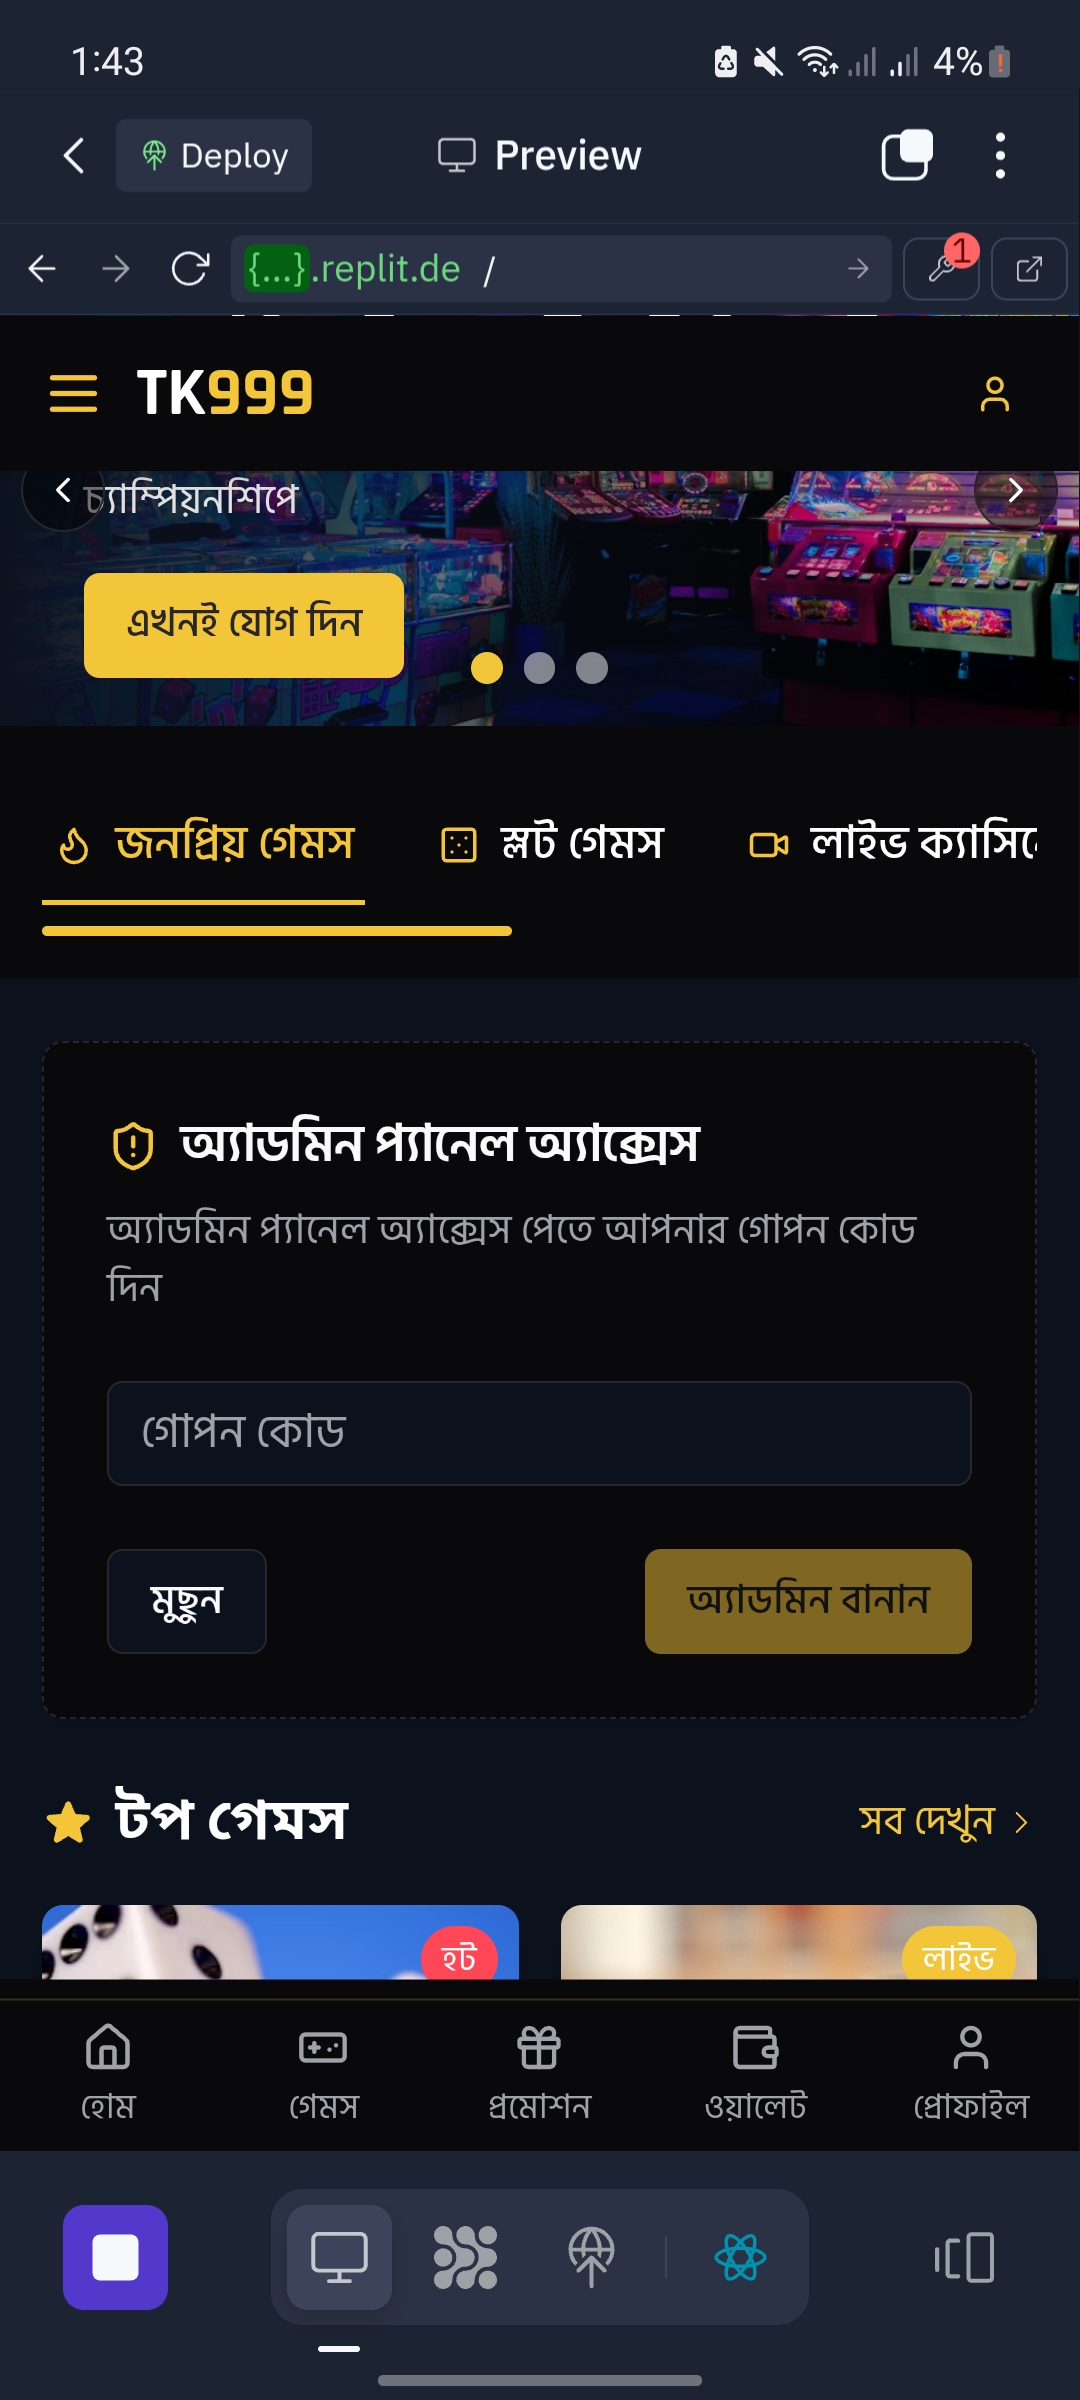 1:43
4%
Deploy
Preview
{...}.replit.de /
1
TK999
চ্যাম্পিয়নশিপে
এখনই যোগ দিন
জনপ্রিয় গেমস
স্লট গেমস
লাইভ
অ্যাডমিন প্যানেল অ্যাক্সেস
অ্যাডমিন প্যানেল অ্যাক্সেস পেতে আপনার গোপন কোড
দিন
গোপন কোড
মুছুন
অ্যাডমিন বানান
টপ গেমস
সব দেখুন
হট
লাইভ
হোম
গেমস
প্রমোশন
ওয়ালেট
প্রোফাইল